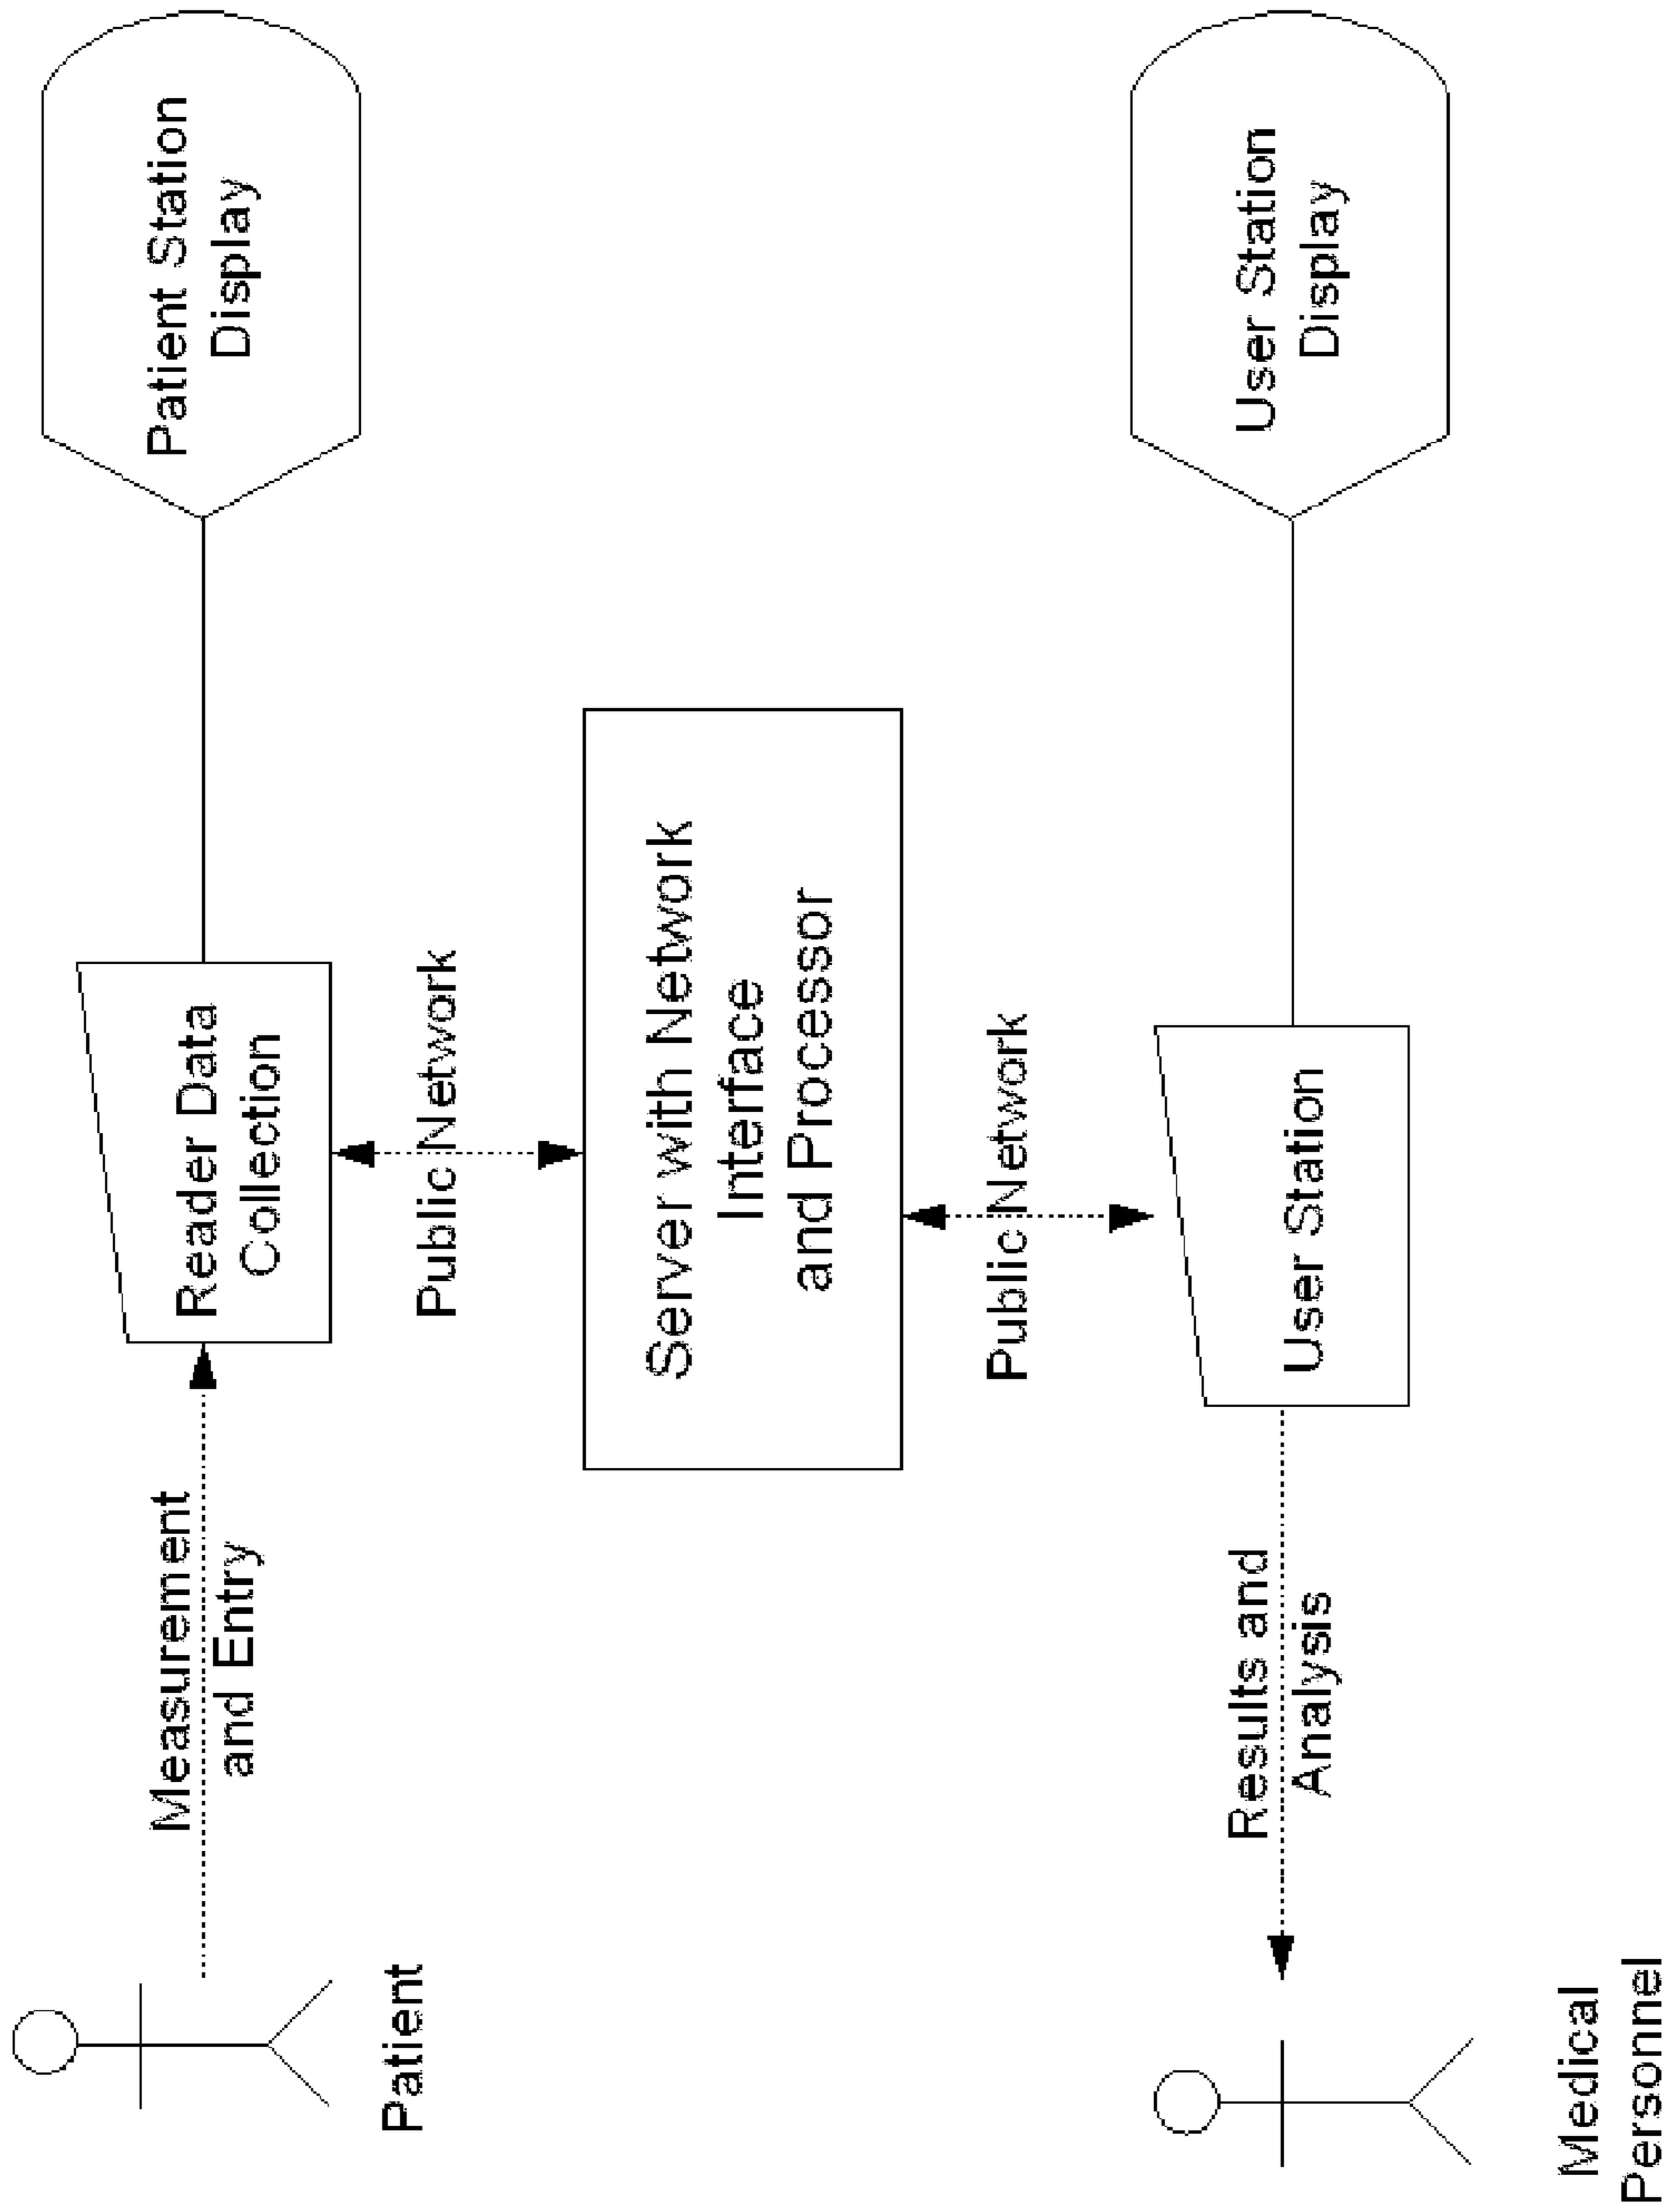 Patient
Measurement
and Entry
Reader Data
Collection
Patient Station
Display
Public Network
Server with Network
Interface
and Processor
Public Network
Medical
Personnel
Results and
Analysis
User Station
User Station
Display